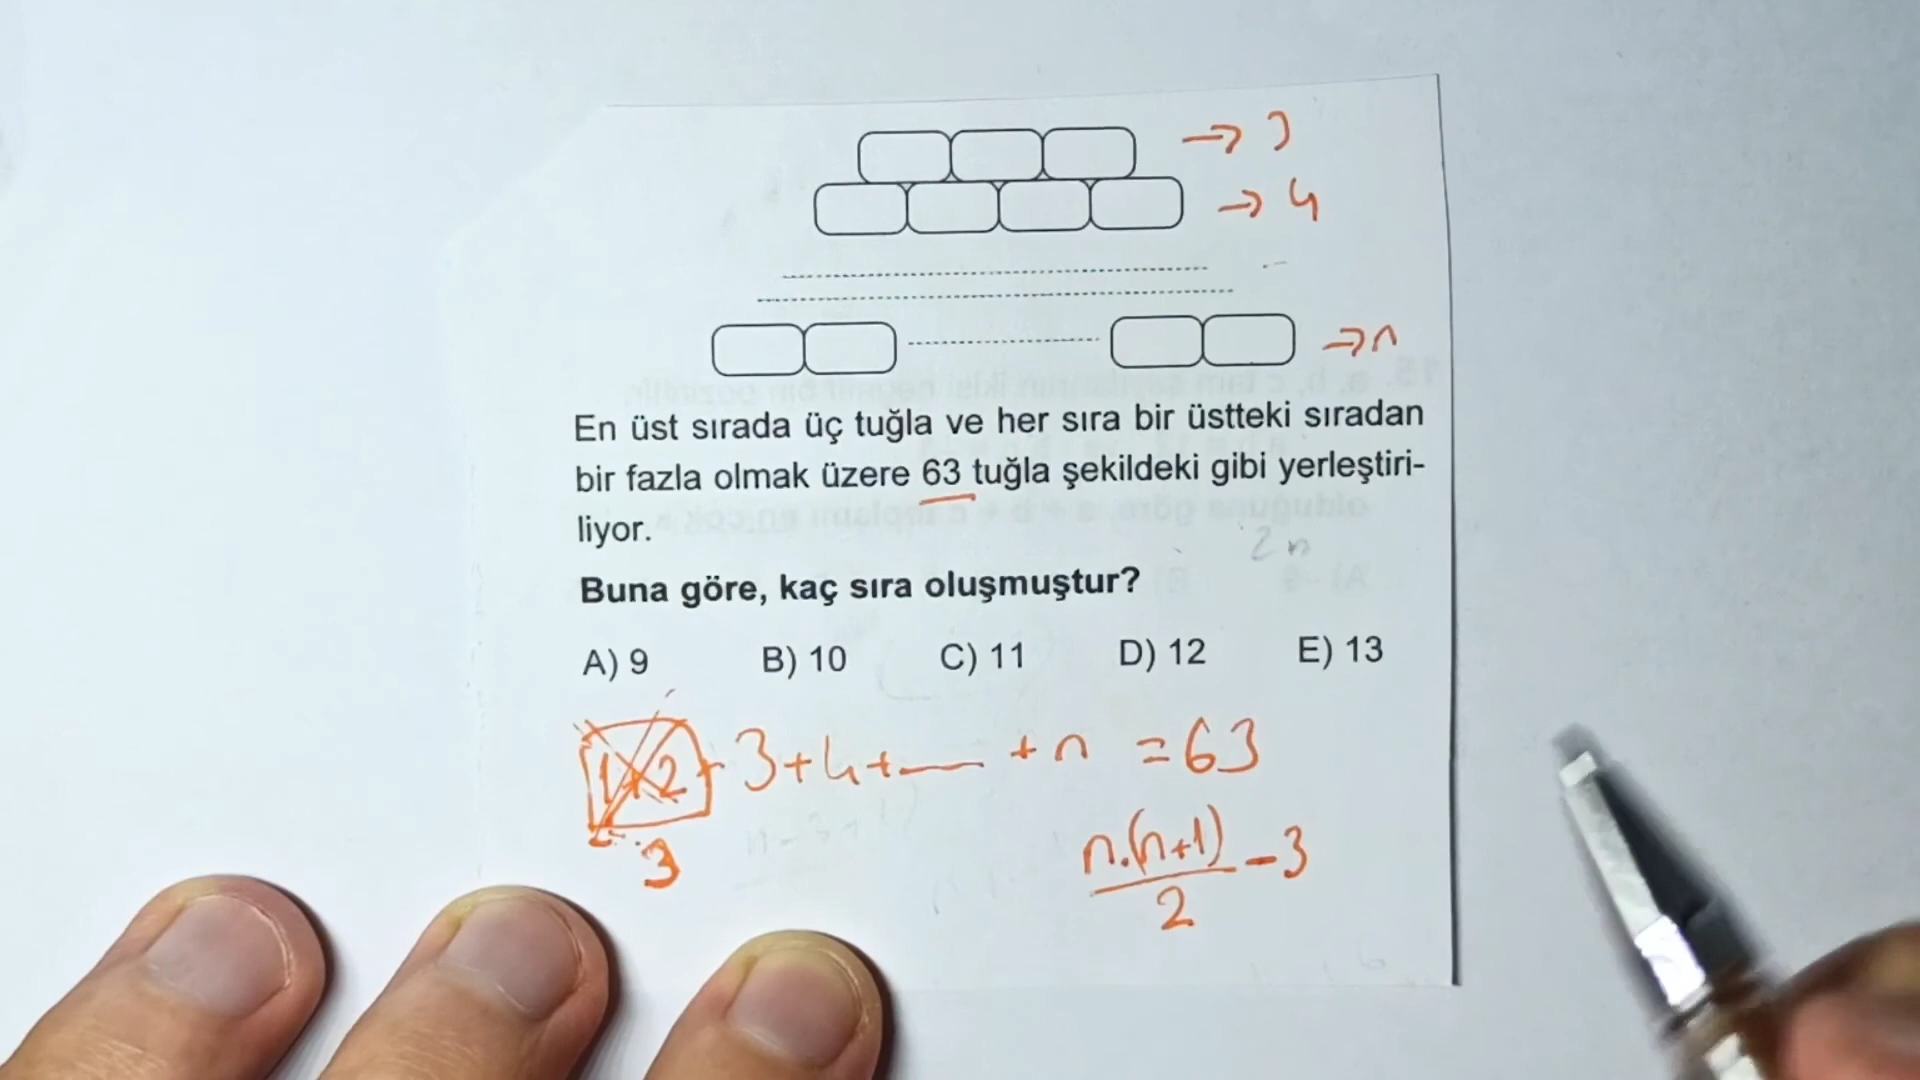 → 3
→ 4
→ n
En üst sırada üç tuğla ve her sıra bir üstteki sıradan
bir fazla olmak üzere 63 tuğla şekildeki gibi yerleştiri-
liyor.
2n
Buna göre, kaç sıra oluşmuştur?
A) 9 B) 10 C) 11 D) 12 E) 13
1+2 + 3+4+ — +n = 63
3
n.(n+1)/2 - 3